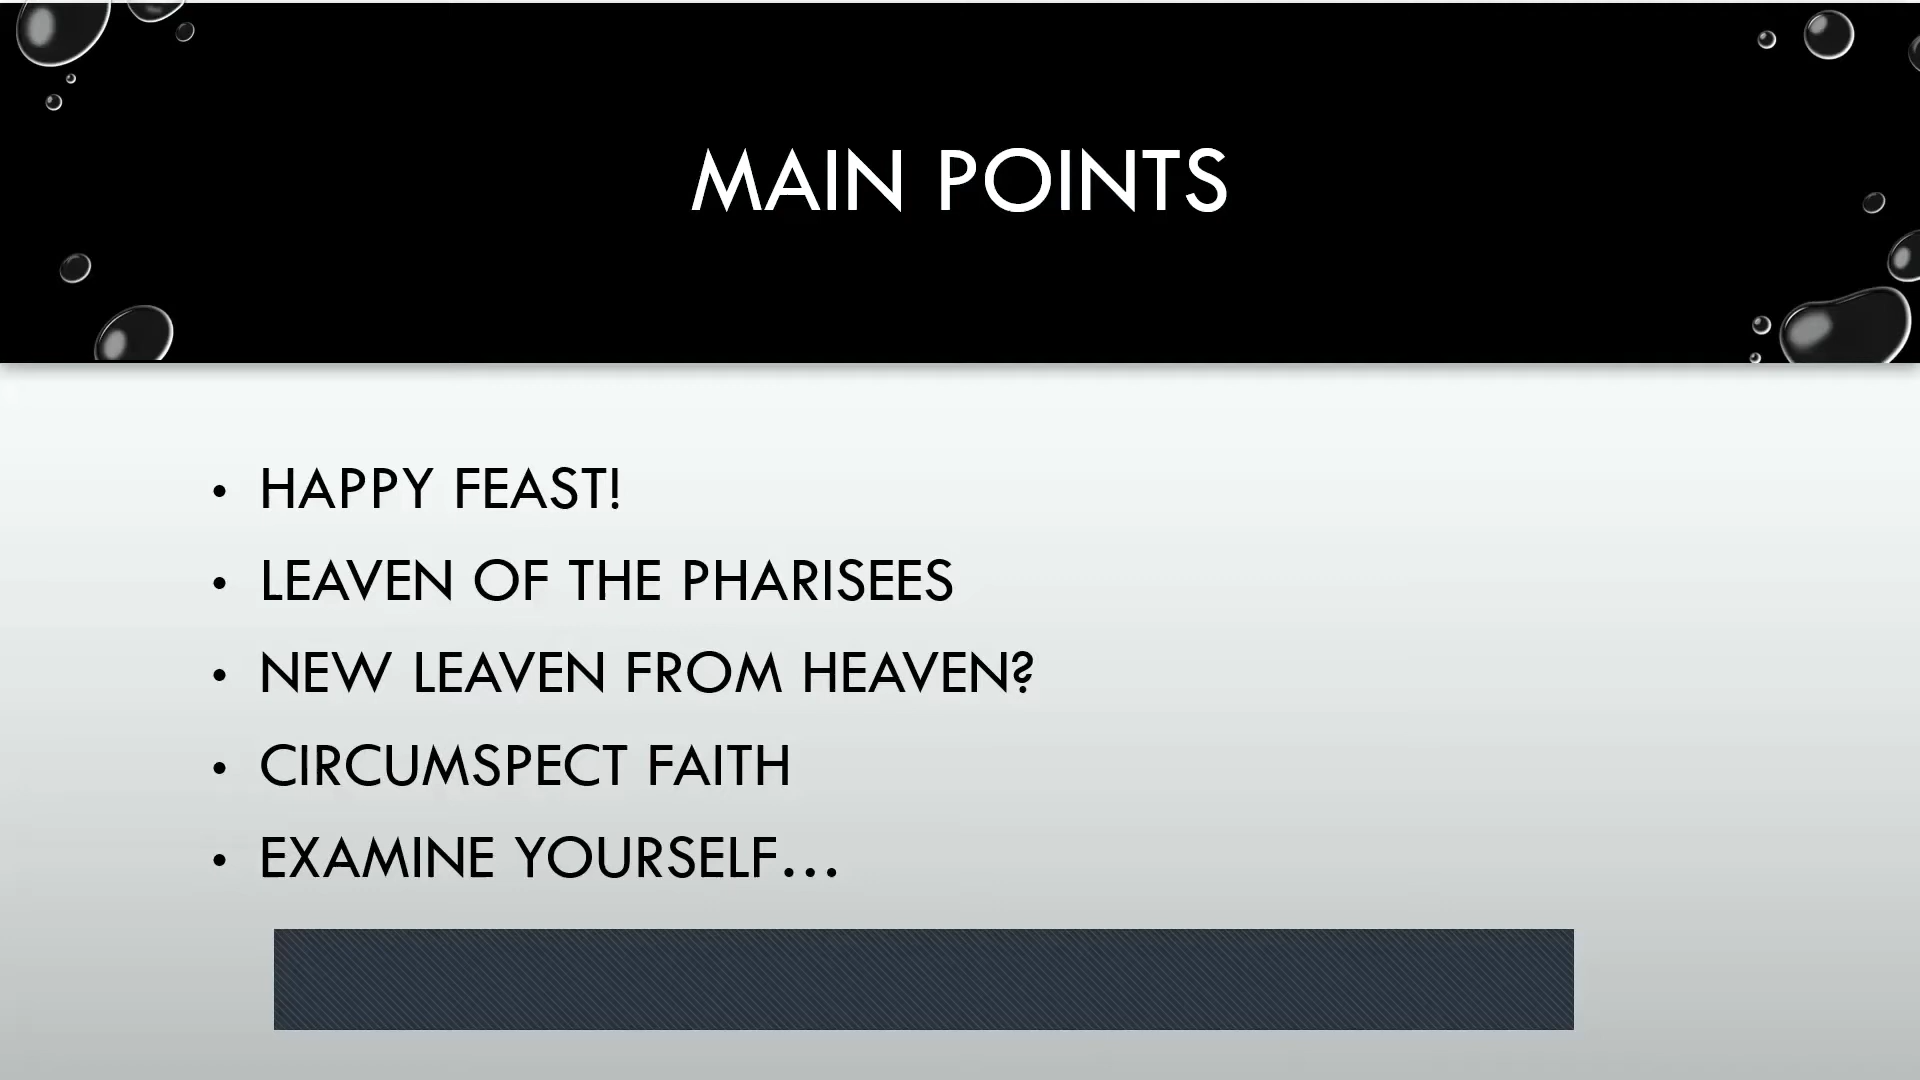 MAIN POINTS
• HAPPY FEAST!
• LEAVEN OF THE PHARISEES
• NEW LEAVEN FROM HEAVEN?
• CIRCUMSPECT FAITH
• EXAMINE YOURSELF...